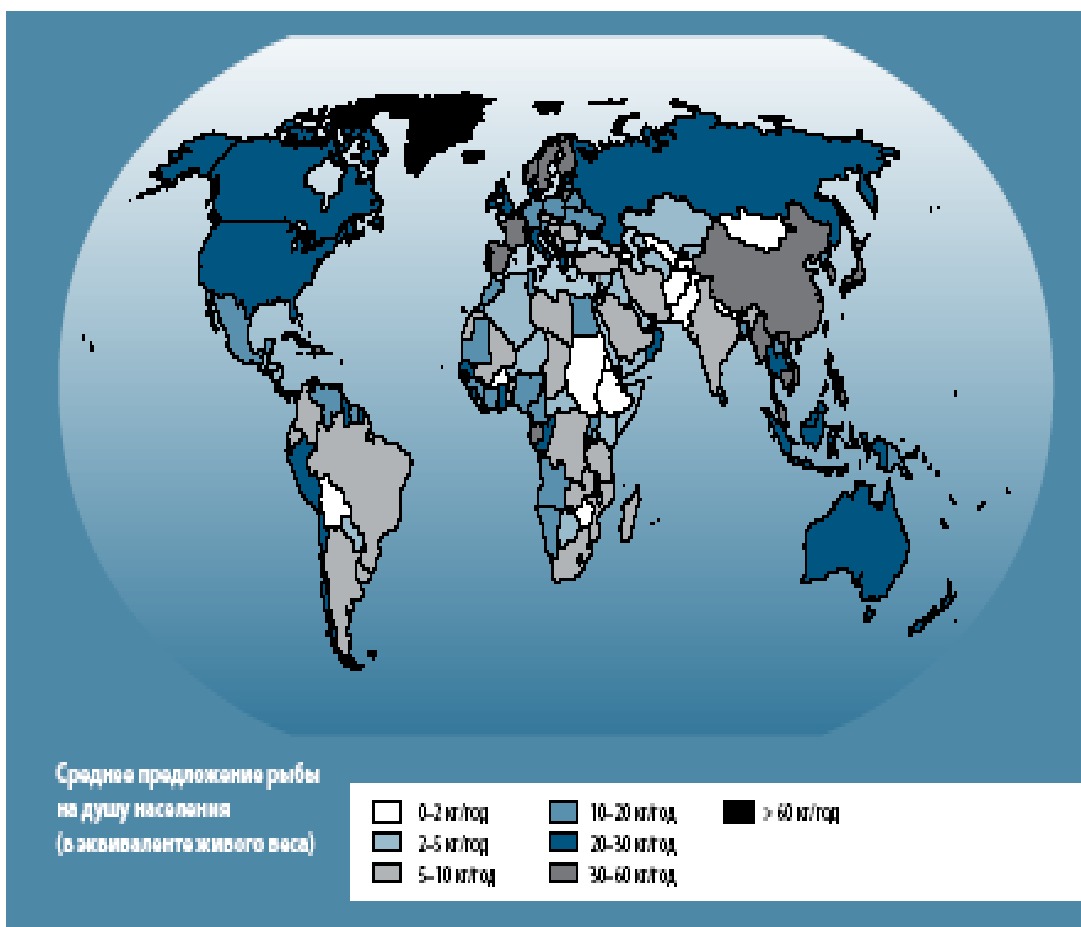 Среднее предложение рыбы
на душу населения
(в эквиваленте живого веса)
0–2 кг/год
2–5 кг/год
5–10 кг/год
10–20 кг/год
20–30 кг/год
30–60 кг/год
> 60 кг/год